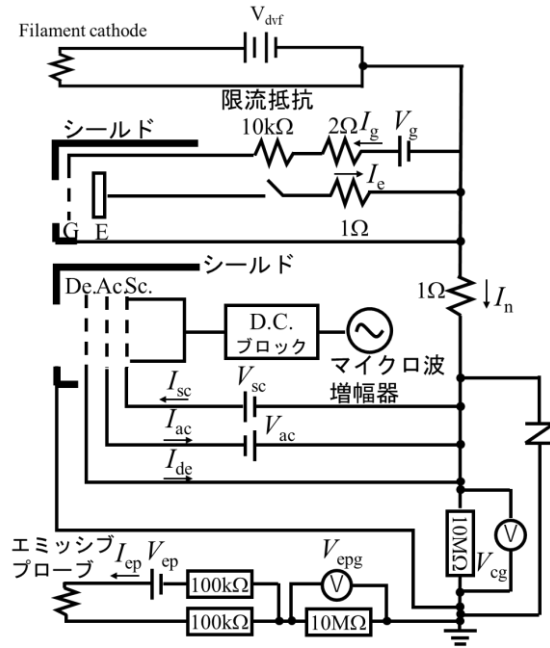 V_dvf
Filament cathode
限流抵抗
シールド
10kΩ
2Ω
I_g
V_g
I_e
G
E
1Ω
シールド
De.
Ac.
Sc.
1Ω
I_n
D.C.
ブロック
マイクロ波
増幅器
I_sc
V_sc
I_ac
V_ac
I_de
10MΩ
V
V_cg
エミッシブ
プローブ
I_ep
V_ep
100kΩ
V_epg
V
100kΩ
10MΩ